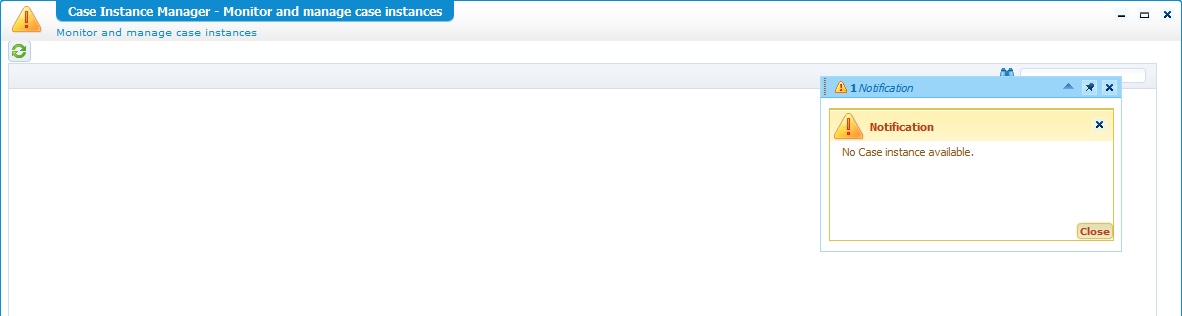 Case Instance Manager - Monitor and manage case instances
Monitor and manage case instances
1 Notification
Notification
No Case instance available.
Close